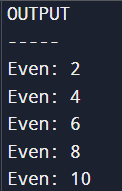 OUTPUT
-----
Even: 2
Even: 4
Even: 6
Even: 8
Even: 10